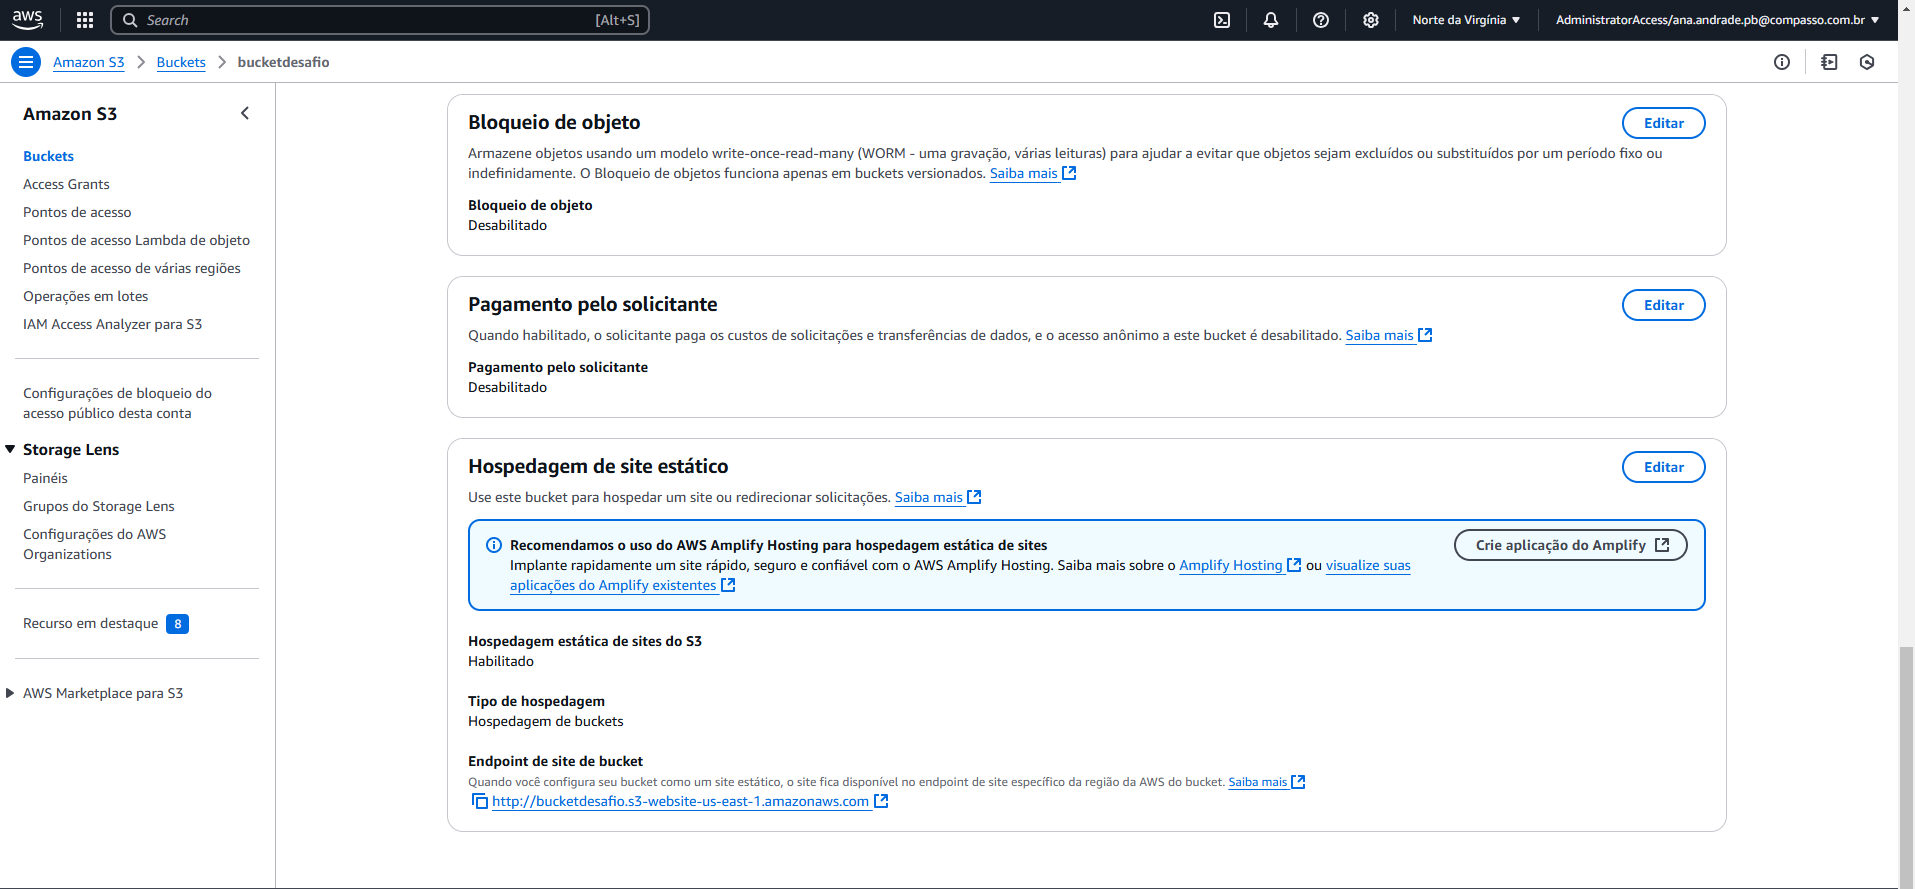 aws
Search
[Alt+S]
Norte da Virgínia
AdministratorAccess/ana.andrade.pb@compasso.com.br
Amazon S3
Buckets
bucketdesafio
Amazon S3
Buckets
Access Grants
Pontos de acesso
Pontos de acesso Lambda de objeto
Pontos de acesso de várias regiões
Operações em lotes
IAM Access Analyzer para S3
Configurações de bloqueio do
acesso público desta conta
Storage Lens
Painéis
Grupos do Storage Lens
Configurações do AWS
Organizations
Recurso em destaque 8
AWS Marketplace para S3
Bloqueio de objeto
Editar
Armazene objetos usando um modelo write-once-read-many (WORM - uma gravação, várias leituras) para ajudar a evitar que objetos sejam excluídos ou substituídos por um período fixo ou
indefinidamente. O Bloqueio de objetos funciona apenas em buckets versionados. Saiba mais
Bloqueio de objeto
Desabilitado
Pagamento pelo solicitante
Editar
Quando habilitado, o solicitante paga os custos de solicitações e transferências de dados, e o acesso anônimo a este bucket é desabilitado. Saiba mais
Pagamento pelo solicitante
Desabilitado
Hospedagem de site estático
Editar
Use este bucket para hospedar um site ou redirecionar solicitações. Saiba mais
Recomendamos o uso do AWS Amplify Hosting para hospedagem estática de sites
Crie aplicação do Amplify
Implante rapidamente um site rápido, seguro e confiável com o AWS Amplify Hosting. Saiba mais sobre o Amplify Hosting ou visualize suas
aplicações do Amplify existentes
Hospedagem estática de sites do S3
Habilitado
Tipo de hospedagem
Hospedagem de buckets
Endpoint de site de bucket
Quando você configura seu bucket como um site estático, o site fica disponível no endpoint de site específico da região da AWS do bucket. Saiba mais
http://bucketdesafio.s3-website-us-east-1.amazonaws.com